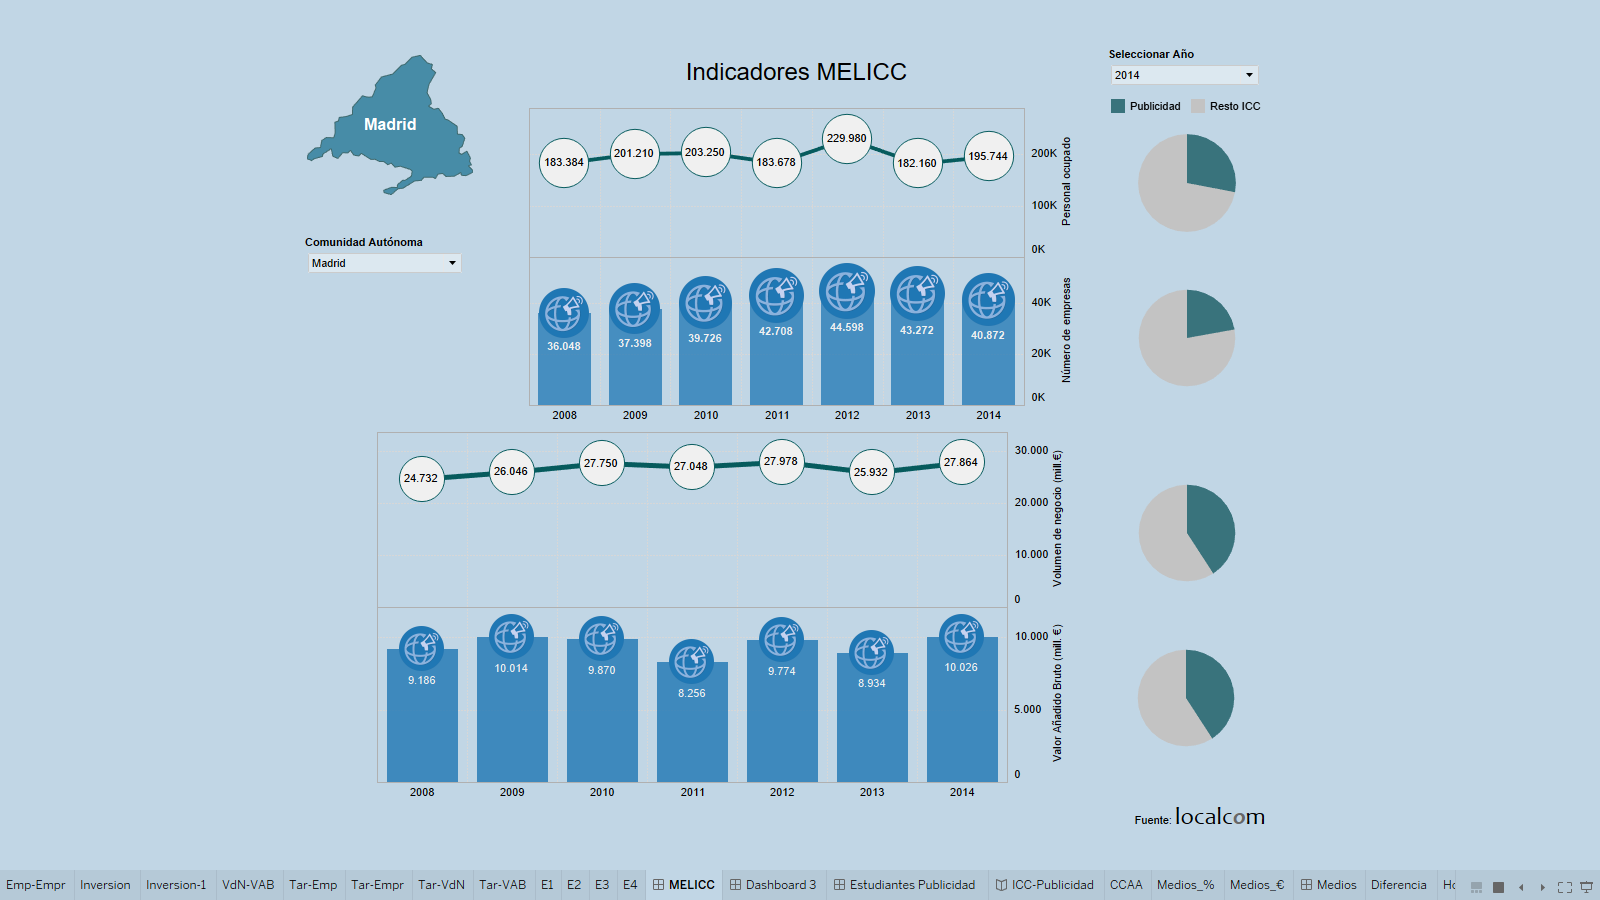 Indicadores MELICC
Madrid
Comunidad Autónoma
Madrid
Seleccionar Año
2014
Publicidad
Resto ICC
183.384
201.210
203.250
183.678
229.980
182.160
195.744
200K
100K
0K
Personal ocupado
36.048
37.398
39.726
42.708
44.598
43.272
40.872
40K
20K
0K
Número de empresas
2008 2009 2010 2011 2012 2013 2014
24.732
26.046
27.750
27.048
27.978
25.932
27.864
30.000
20.000
10.000
0
Volumen de negocio (mill.€)
9.186
10.014
9.870
8.256
9.774
8.934
10.026
10.000
5.000
0
Valor Añadido Bruto (mill. €)
2008 2009 2010 2011 2012 2013 2014
Fuente: localcom
Emp-Empr Inversion Inversion-1 VdN-VAB Tar-Emp Tar-Empr Tar-VdN Tar-VAB E1 E2 E3 E4 MELICC Dashboard 3 Estudiantes Publicidad ICC-Publicidad CCAA Medios_% Medios_€ Medios Diferencia Ho